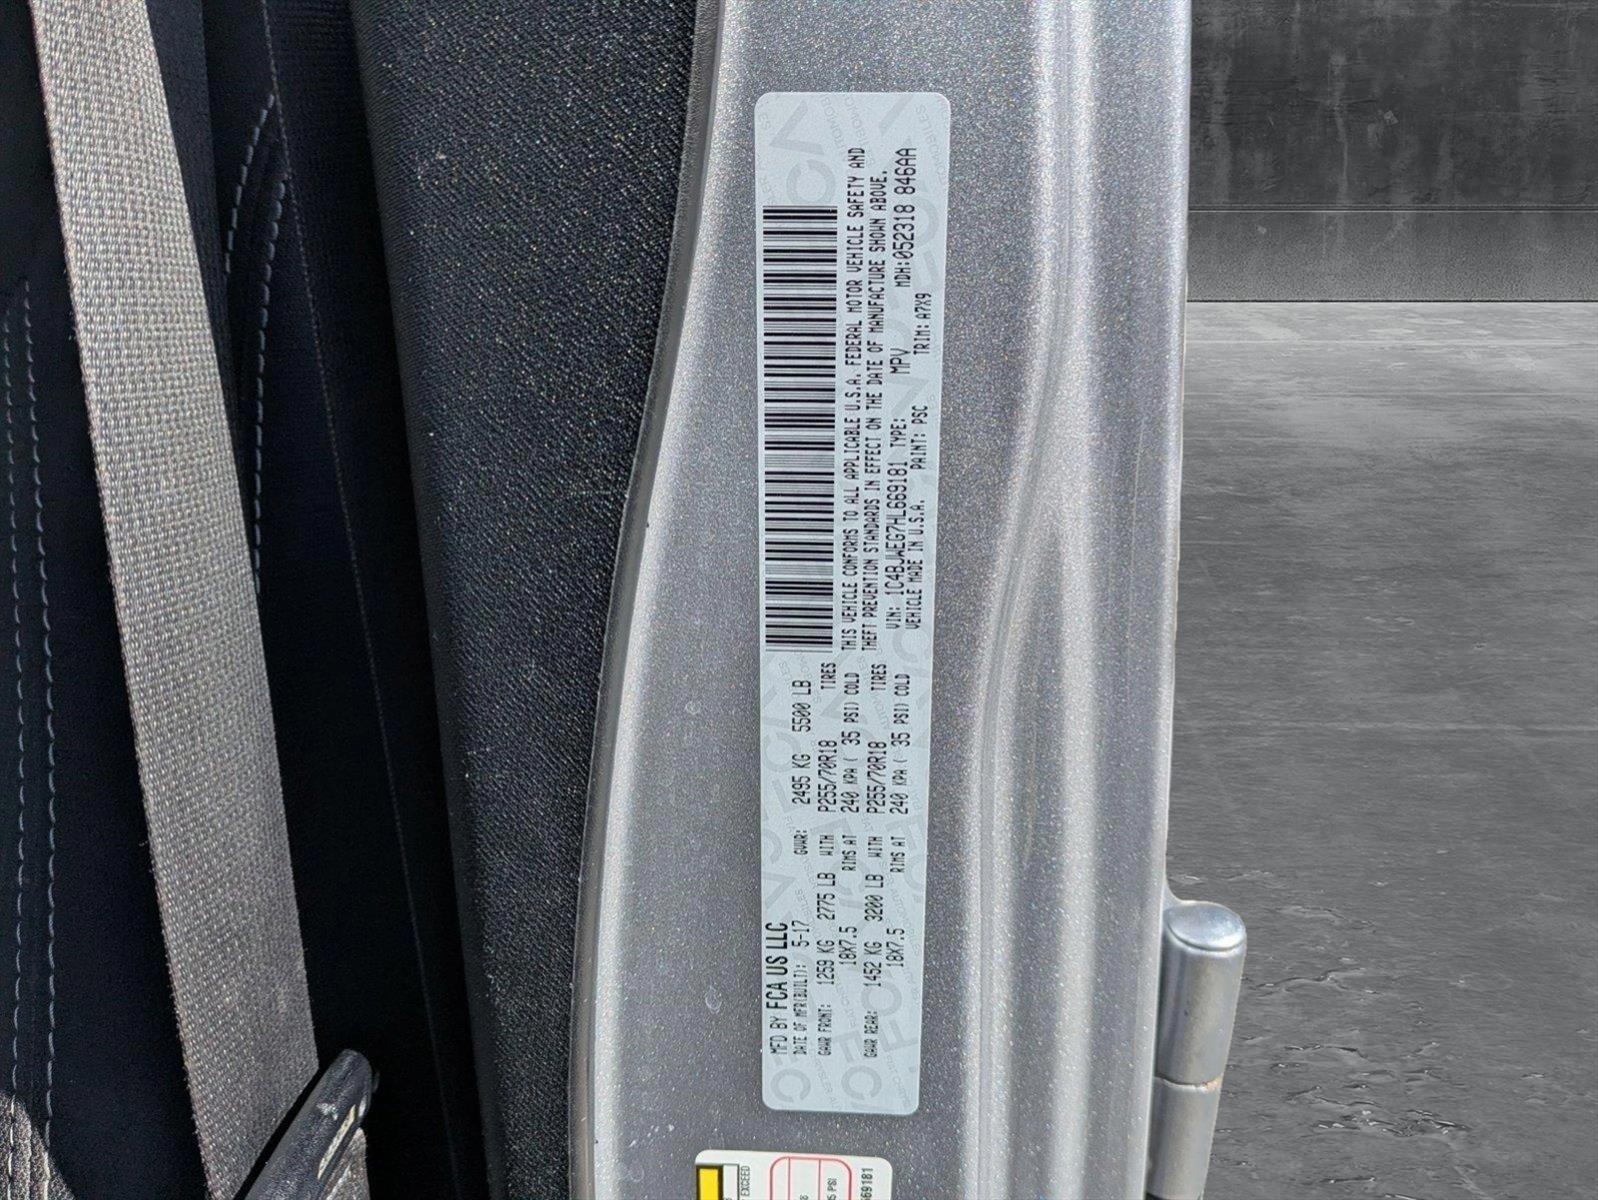 MFD BY FCA US LLC
DATE OF MFR(BUILT): 5-17 GVWR: 2495 KG 5500 LB
GAWR FRONT: 1259 KG 2775 LB WITH P255/70R18 TIRES
18X7.5 RIMS AT 240 KPA ( 35 PSI) COLD
GAWR REAR: 1452 KG 3200 LB WITH P255/70R18 TIRES
18X7.5 RIMS AT 240 KPA ( 35 PSI) COLD
THIS VEHICLE CONFORMS TO ALL APPLICABLE U.S.A. FEDERAL MOTOR VEHICLE SAFETY AND
THEFT PREVENTION STANDARDS IN EFFECT ON THE DATE OF MANUFACTURE SHOWN ABOVE.
VIN: 1C4BJWEG7HL669181 TYPE: MPV MDH:052318 846AA
VEHICLE MADE IN U.S.A. PAINT: PSC TRIM: A7X9
EXCEED
PSI
69181